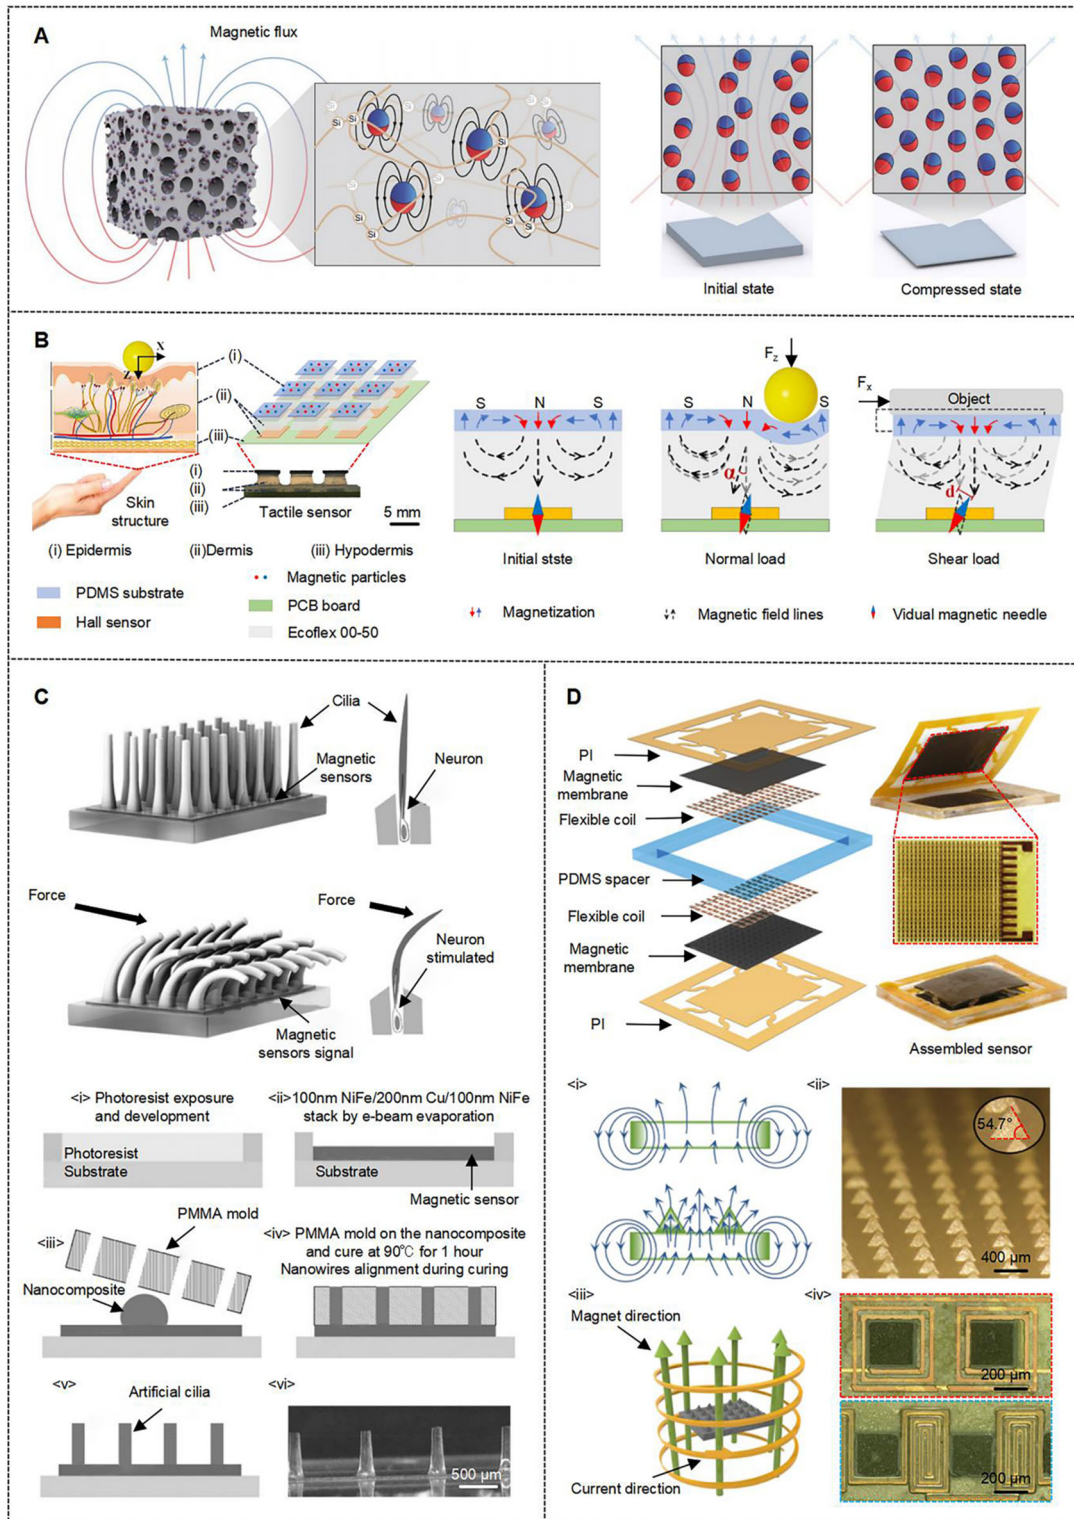 A
Magnetic flux
Si
Si
Si
Si
Si
Si
Si
Si
Initial state
Compressed state
B
X
Z
(i)
(ii)
(iii)
(i)
(ii)
(iii)
Skin
structure
Tactile sensor
5 mm
(i) Epidermis
(ii)Dermis
(iii) Hypodermis
PDMS substrate
Hall sensor
Magnetic particles
PCB board
Ecoflex 00-50
S
N
S
Initial stste
Fz
S
N
S
α
Normal load
Fx
Object
d
Shear load
Magnetization
Magnetic field lines
Vidual magnetic needle
C
Cilia
Magnetic
sensors
Neuron
Force
Force
Neuron
stimulated
Magnetic
sensors signal
<i> Photoresist exposure
and development
Photoresist
Substrate
<ii>100nm NiFe/200nm Cu/100nm NiFe
stack by e-beam evaporation
Substrate
Magnetic sensor
<iii>
PMMA mold
Nanocomposite
<iv> PMMA mold on the nanocomposite
and cure at 90℃ for 1 hour
Nanowires alignment during curing
<v>
Artificial cilia
<vi>
500 μm
D
PI
Magnetic
membrane
Flexible coil
PDMS spacer
Flexible coil
Magnetic
membrane
PI
Assembled sensor
<i>
<ii>
54.7°
400 μm
<iii>
Magnet direction
Current direction
<iv>
200 μm
200 μm